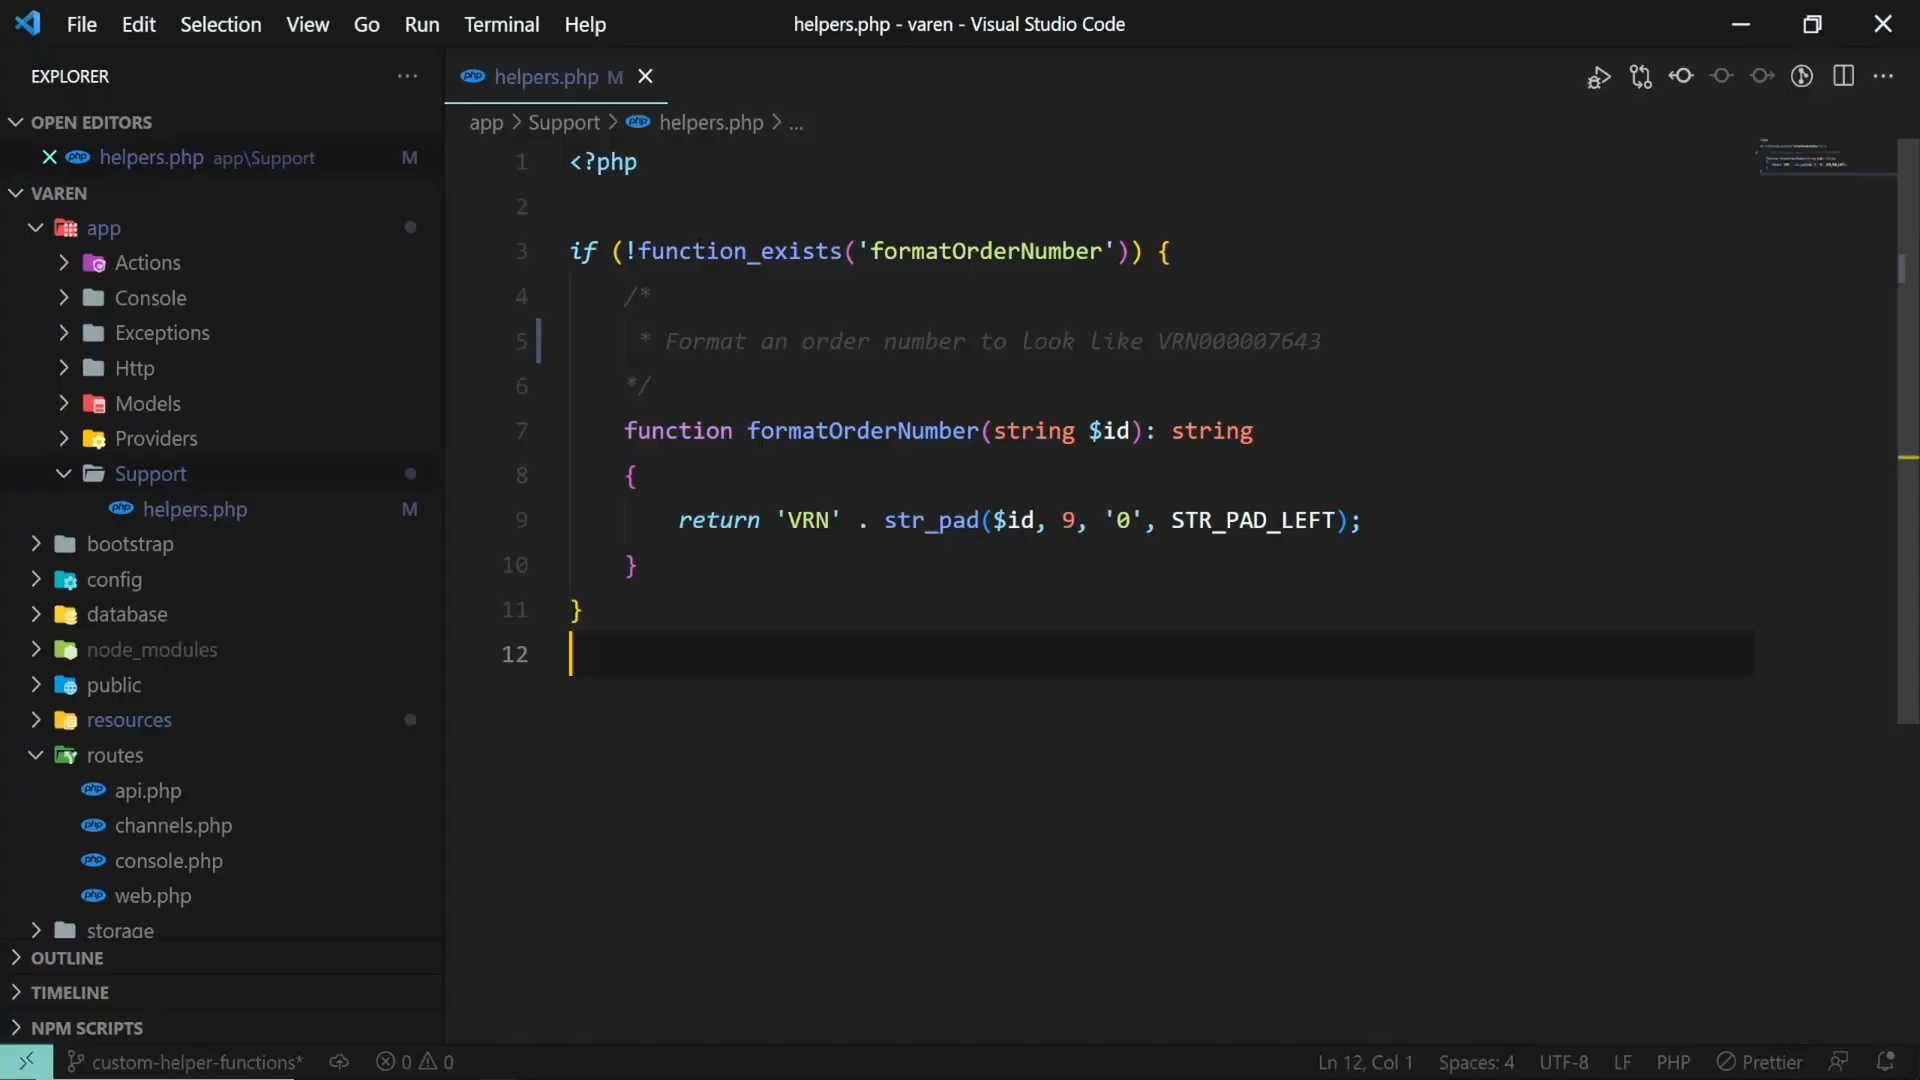 File Edit Selection View Go Run Terminal Help
helpers.php - varen - Visual Studio Code
EXPLORER
OPEN EDITORS
helpers.php app\Support M
VAREN
app
Actions
Console
Exceptions
Http
Models
Providers
Support
helpers.php M
bootstrap
config
database
node_modules
public
resources
routes
api.php
channels.php
console.php
web.php
storage
OUTLINE
TIMELINE
NPM SCRIPTS
php helpers.php M
app > Support > php helpers.php > ...
1 <?php
2
3 if (!function_exists('formatOrderNumber')) {
4 /*
5 * Format an order number to look like VRN000007643
6 */
7 function formatOrderNumber(string $id): string
8 {
9 return 'VRN' . str_pad($id, 9, '0', STR_PAD_LEFT);
10 }
11 }
12
custom-helper-functions* 0 0
Ln 12, Col 1 Spaces: 4 UTF-8 LF PHP Prettier